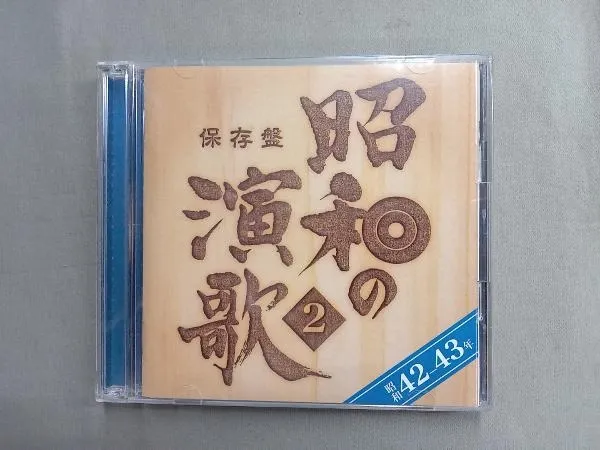 保存盤
昭和の
演歌
2
昭和42-43年